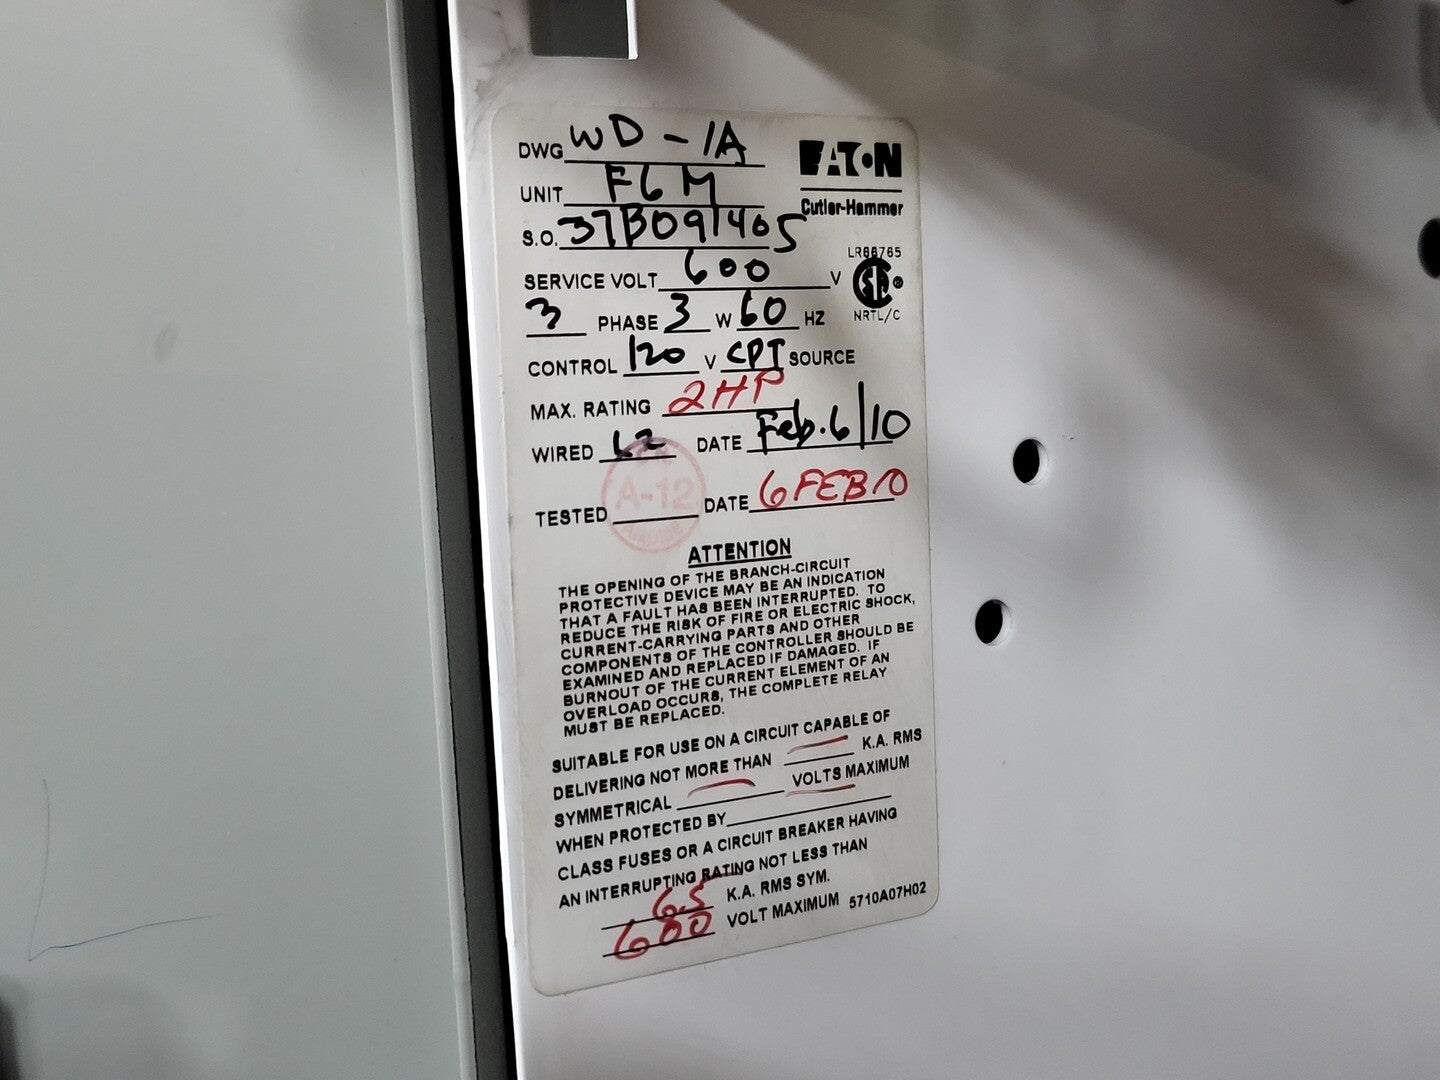 DWG WD-1A
EATON
UNIT F6M
Cutler-Hammer
S.O. 37B091405
SERVICE VOLT 600 V
LR88765
3 PHASE 3 W 60 HZ
NRTL/C
CONTROL 120 V CPT SOURCE
MAX. RATING 2HP
WIRED DATE Feb.6/10
TESTED A-12 DATE 6FEB10
ATTENTION
THE OPENING OF THE BRANCH-CIRCUIT
PROTECTIVE DEVICE MAY BE AN INDICATION
THAT A FAULT HAS BEEN INTERRUPTED. TO
REDUCE THE RISK OF FIRE OR ELECTRIC SHOCK,
CURRENT-CARRYING PARTS AND OTHER
COMPONENTS OF THE CONTROLLER SHOULD BE
EXAMINED AND REPLACED IF DAMAGED. IF
BURNOUT OF THE CURRENT ELEMENT OF AN
OVERLOAD OCCURS, THE COMPLETE RELAY
MUST BE REPLACED.
SUITABLE FOR USE ON A CIRCUIT CAPABLE OF
DELIVERING NOT MORE THAN K.A. RMS
SYMMETRICAL VOLTS MAXIMUM
WHEN PROTECTED BY
CLASS FUSES OR A CIRCUIT BREAKER HAVING
AN INTERRUPTING RATING NOT LESS THAN
65 K.A. RMS SYM.
600 VOLT MAXIMUM 5710A07H02